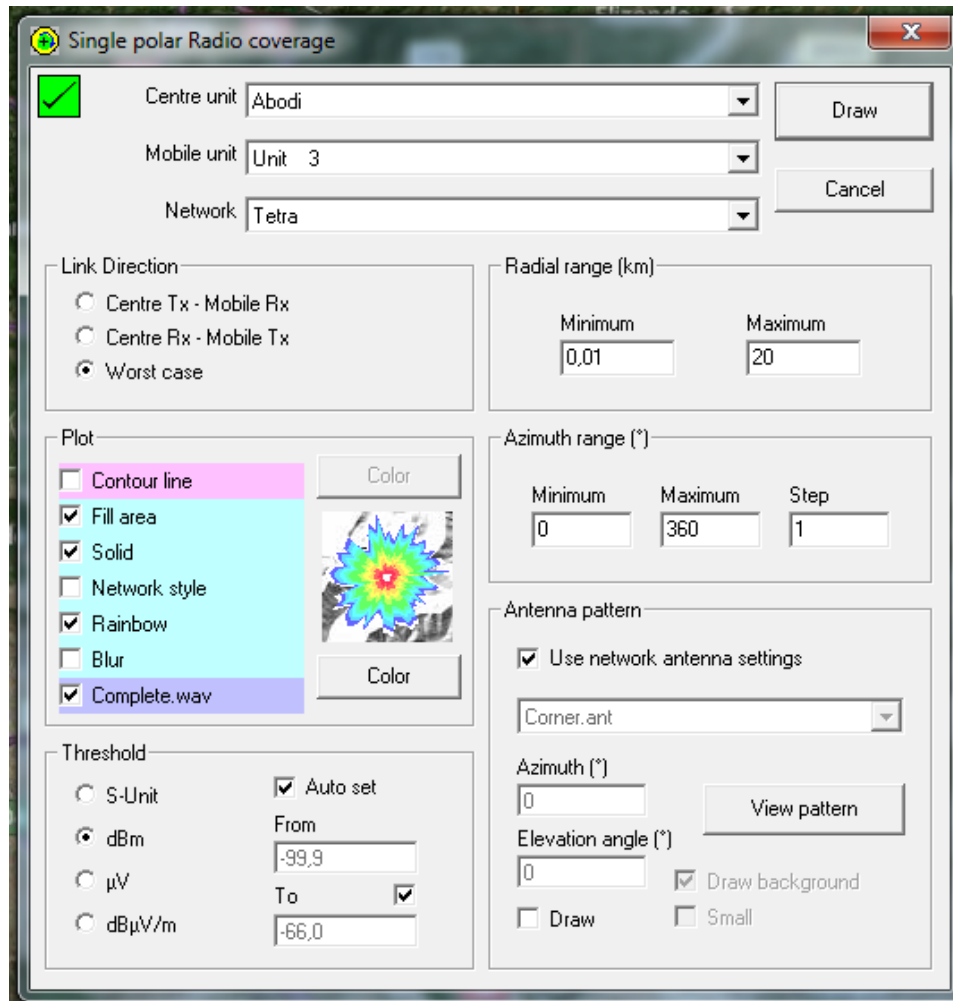 Elizondo
Single polar Radio coverage
Centre unit Abodi
Draw
Mobile unit Unit 3
Cancel
Network Tetra
Link Direction
Centre Tx - Mobile Rx
Centre Rx - Mobile Tx
Worst case
Radial range (km)
Minimum Maximum
0,01 20
Plot
Contour line
Fill area
Solid
Network style
Rainbow
Blur
Complete.wav
Color
Color
Azimuth range (°)
Minimum Maximum Step
0 360 1
Threshold
S-Unit
dBm
µV
dBµV/m
Auto set
From
-99,9
To
-66,0
Antenna pattern
Use network antenna settings
Corner.ant
Azimuth (°)
0
View pattern
Elevation angle (°)
0
Draw background
Draw
Small